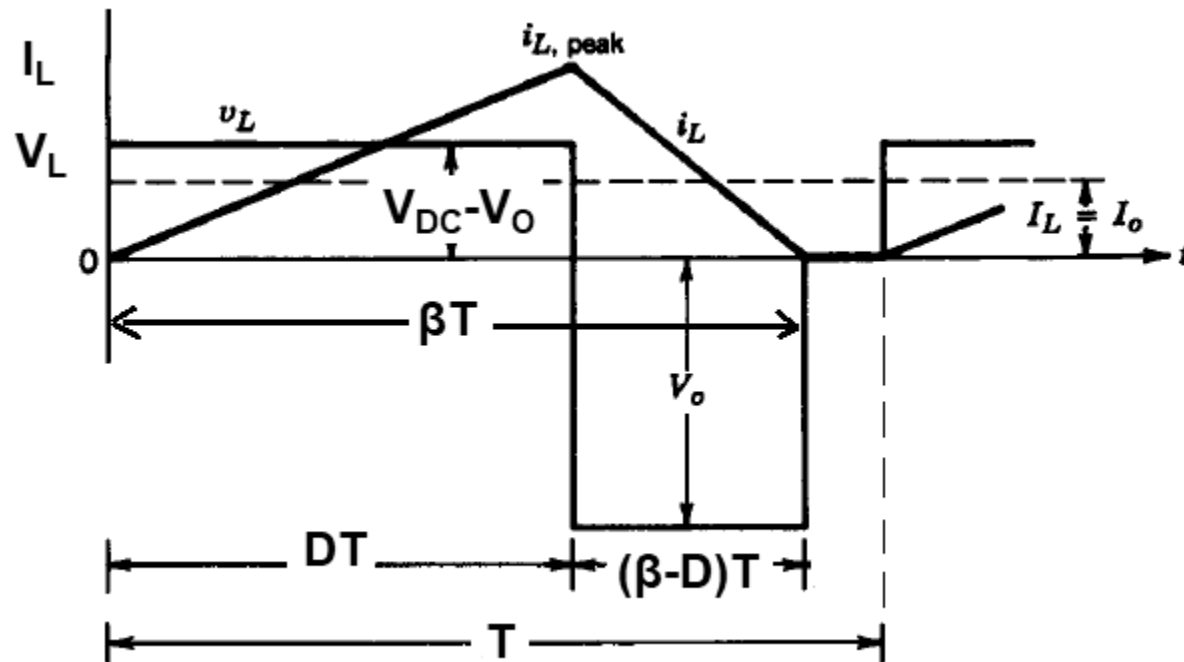 i_L, peak
I_L
v_L
i_L
V_L
V_DC-V_O
I_L = I_o
0
t
βT
V_o
DT
(β-D)T
T